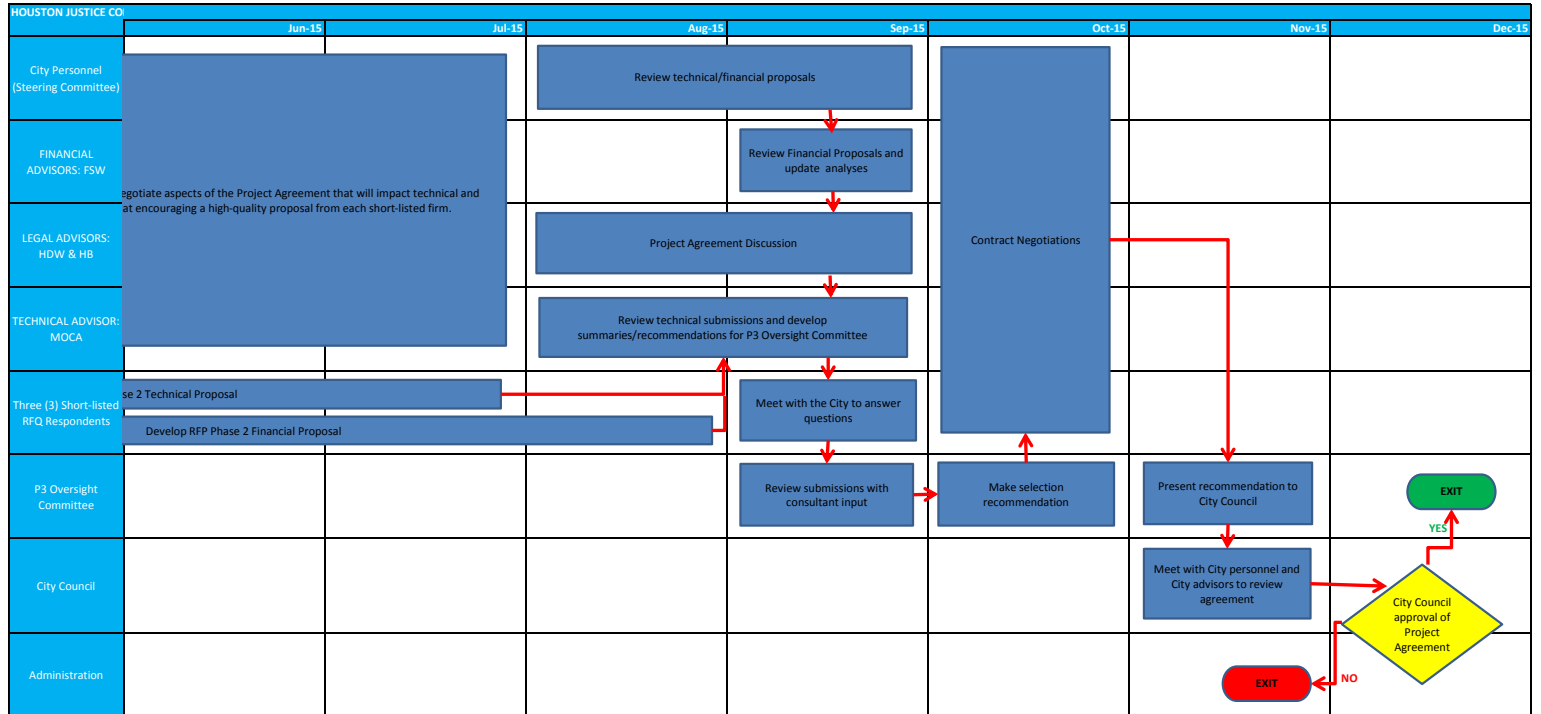 HOUSTON JUSTICE CO
Jun-15 Jul-15 Aug-15 Sep-15 Oct-15 Nov-15 Dec-15
City Personnel
(Steering Committee)
Review technical/financial proposals
FINANCIAL
ADVISORS: FSW
Review Financial Proposals and
update analyses
egotiate aspects of the Project Agreement that will impact technical and
at encouraging a high-quality proposal from each short-listed firm.
LEGAL ADVISORS:
HDW & HB
Project Agreement Discussion
Contract Negotiations
TECHNICAL ADVISOR:
MOCA
Review technical submissions and develop
summaries/recommendations for P3 Oversight Committee
Three (3) Short-listed
RFQ Respondents
se 2 Technical Proposal
Develop RFP Phase 2 Financial Proposal
Meet with the City to answer
questions
P3 Oversight
Committee
Review submissions with
consultant input
Make selection
recommendation
Present recommendation to
City Council
EXIT
YES
City Council
Meet with City personnel and
City advisors to review
agreement
City Council
approval of
Project
Agreement
Administration
EXIT
NO